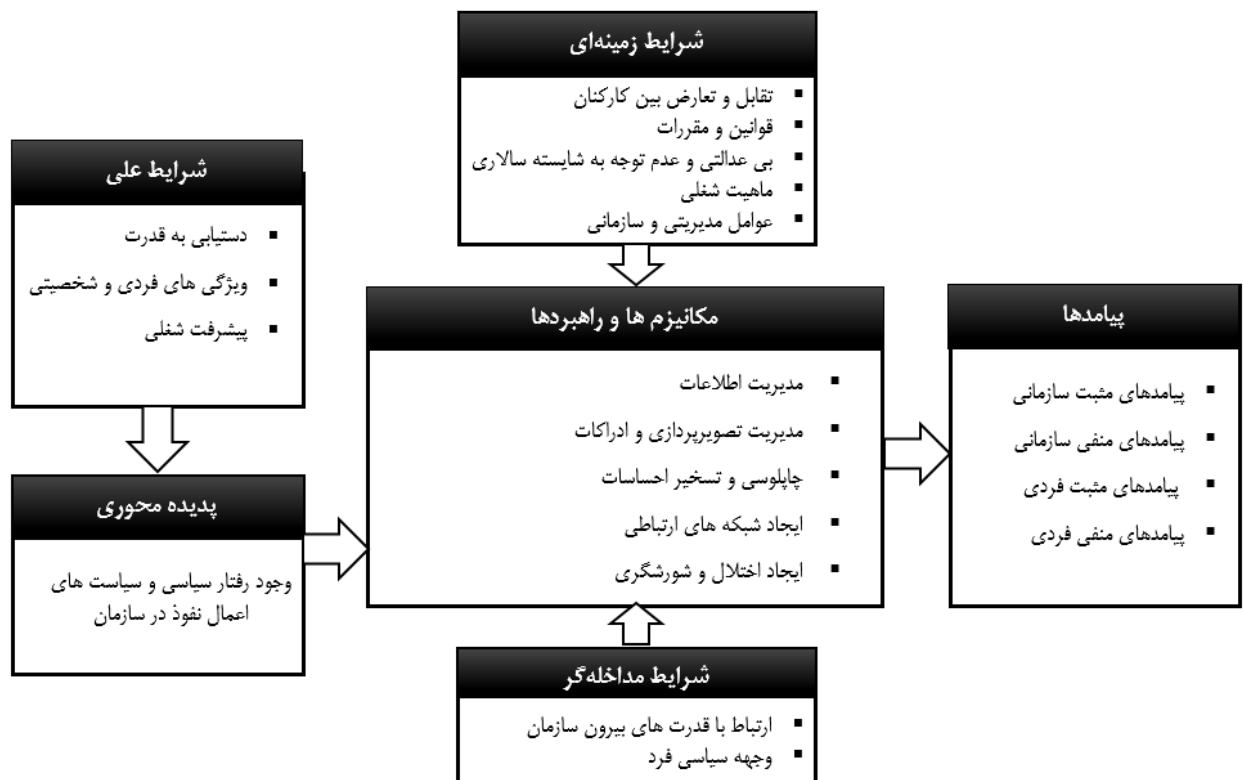 شرایط زمینه‌ای
تقابل و تعارض بین کارکنان
قوانین و مقررات
بی عدالتی و عدم توجه به شایسته سالاری
ماهیت شغلی
عوامل مدیریتی و سازمانی
شرایط علی
دستیابی به قدرت
ویژگی های فردی و شخصیتی
پیشرفت شغلی
پدیده محوری
وجود رفتار سیاسی و سیاست های
اعمال نفوذ در سازمان
مکانیزم ها و راهبردها
مدیریت اطلاعات
مدیریت تصویرپردازی و ادراکات
چاپلوسی و تسخیر احساسات
ایجاد شبکه های ارتباطی
ایجاد اختلال و شورشگری
شرایط مداخله‌گر
ارتباط با قدرت های بیرون سازمان
وجهه سیاسی فرد
پیامدها
پیامدهای مثبت سازمانی
پیامدهای منفی سازمانی
پیامدهای مثبت فردی
پیامدهای منفی فردی